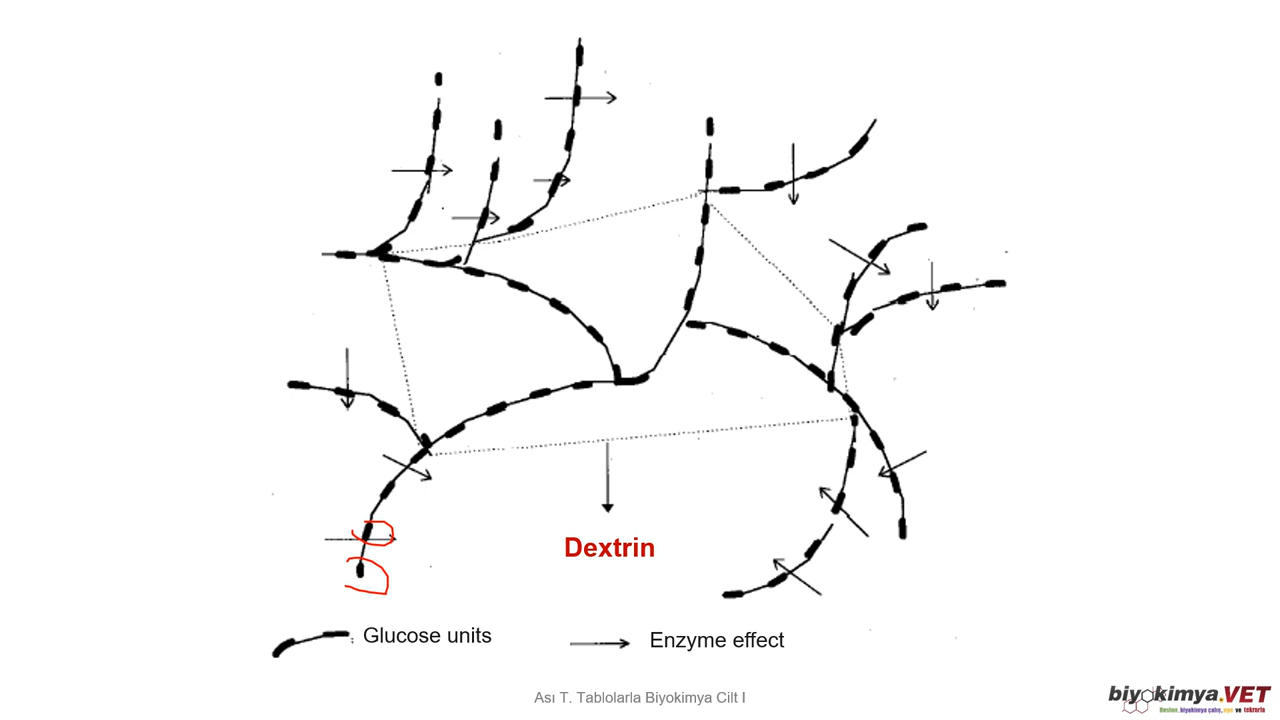 Dextrin
Glucose units
Enzyme effect
Ası T. Tablolarla Biyokimya Cilt I
biyokimya.VET